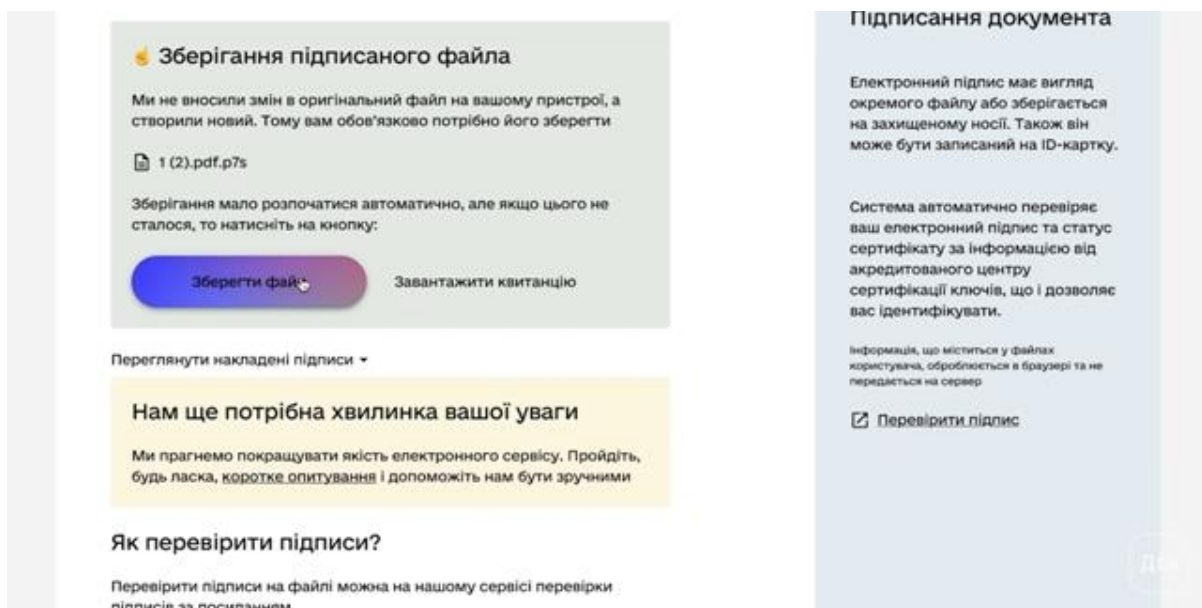 Зберігання підписаного файла
Ми не вносили змін в оригінальний файл на вашому пристрої, а
створили новий. Тому вам обов'язково потрібно його зберегти
1 (2).pdf.p7s
Зберігання мало розпочатися автоматично, але якщо цього не
сталося, то натисніть на кнопку:
Зберегти файл
Завантажити квитанцію
Переглянути накладені підписи
Нам ще потрібна хвилинка вашої уваги
Ми прагнемо покращувати якість електронного сервісу. Пройдіть,
будь ласка, коротке опитування і допоможіть нам бути зручними
Як перевірити підписи?
Перевірити підписи на файлі можна на нашому сервісі перевірки
підписів за посиланням
Підписання документа
Електронний підпис має вигляд
окремого файлу або зберігається
на захищеному носії. Також він
може бути записаний на ID-картку.
Система автоматично перевіряє
ваш електронний підпис та статус
сертифікату за інформацією від
акредитованого центру
сертифікації ключів, що і дозволяє
вас ідентифікувати.
Інформація, що міститься у файлах
користувача, оброблюється в браузері та не
передається на сервер
Перевірити підпис
Дія